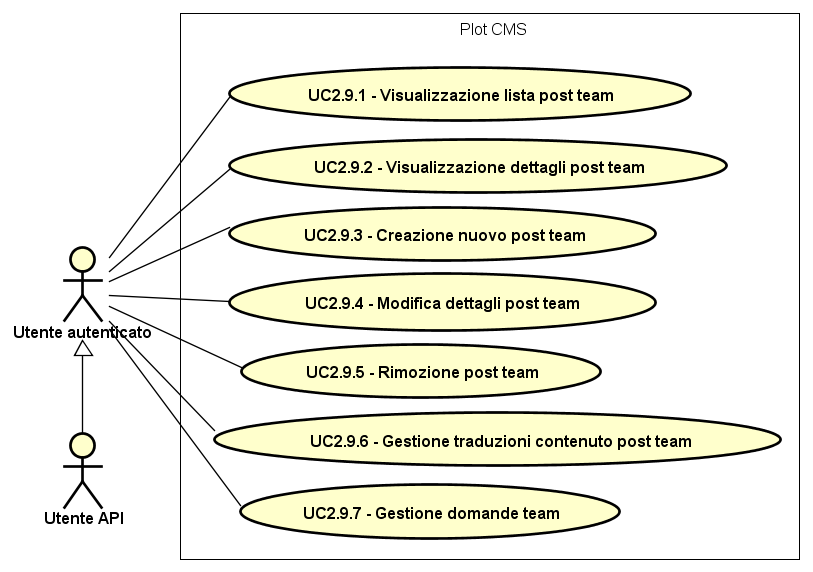 Plot CMS
UC2.9.1 - Visualizzazione lista post team
UC2.9.2 - Visualizzazione dettagli post team
UC2.9.3 - Creazione nuovo post team
UC2.9.4 - Modifica dettagli post team
Utente autenticato
UC2.9.5 - Rimozione post team
UC2.9.6 - Gestione traduzioni contenuto post team
UC2.9.7 - Gestione domande team
Utente API